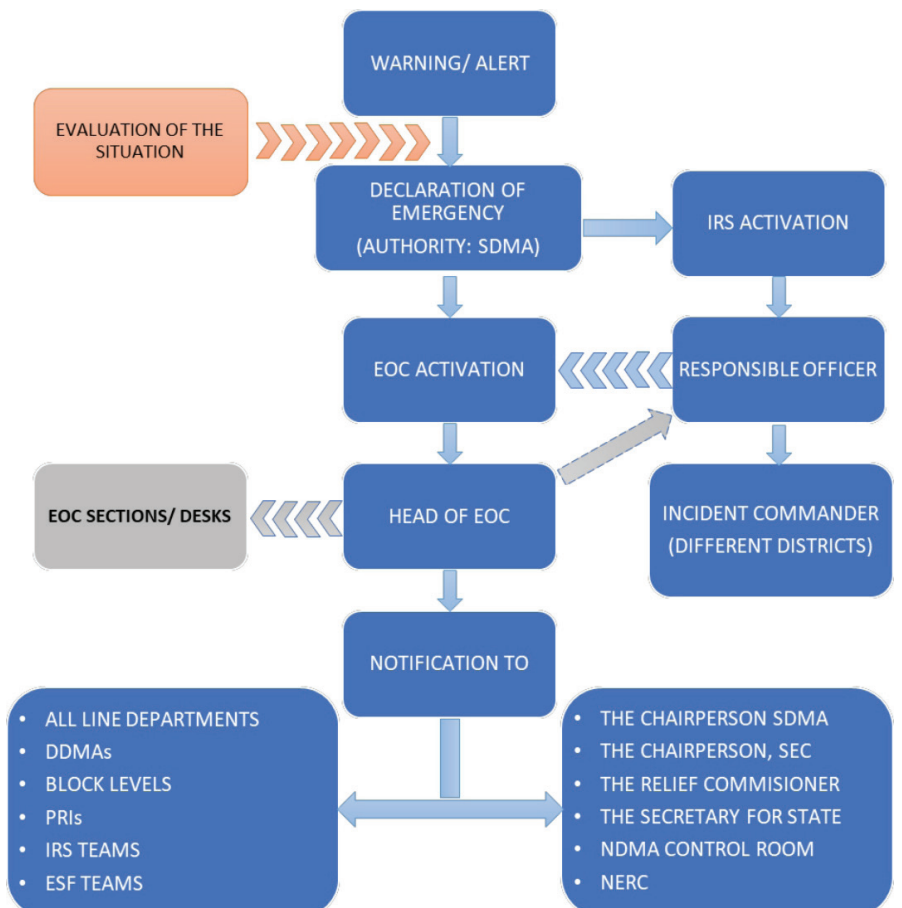 WARNING/ ALERT
EVALUATION OF THE
SITUATION
DECLARATION OF
EMERGENCY
(AUTHORITY: SDMA)
IRS ACTIVATION
EOC ACTIVATION
RESPONSIBLE OFFICER
EOC SECTIONS/ DESKS
HEAD OF EOC
INCIDENT COMMANDER
(DIFFERENT DISTRICTS)
NOTIFICATION TO
• ALL LINE DEPARTMENTS
• DDMAs
• BLOCK LEVELS
• PRIs
• IRS TEAMS
• ESF TEAMS
• THE CHAIRPERSON SDMA
• THE CHAIRPERSON, SEC
• THE RELIEF COMMISIONER
• THE SECRETARY FOR STATE
• NDMA CONTROL ROOM
• NERC